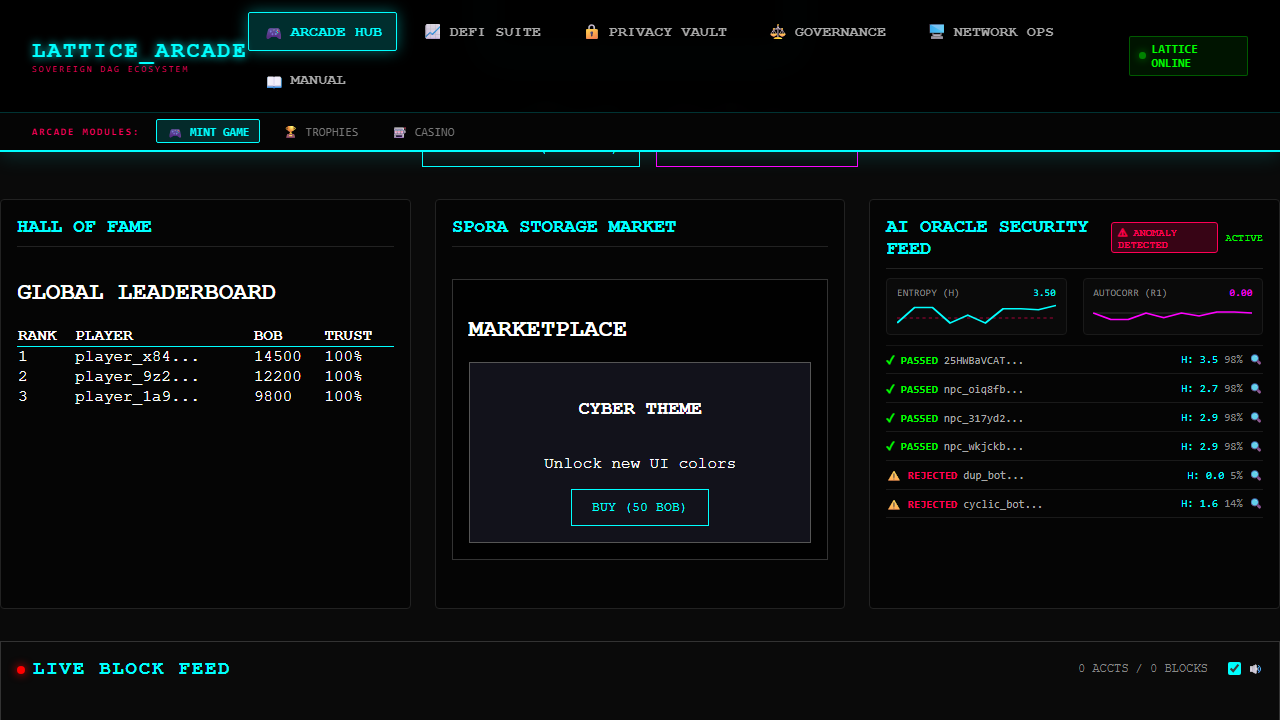 LATTICE_ARCADE
SOVEREIGN DAG ECOSYSTEM
ARCADE HUB
DEFI SUITE
PRIVACY VAULT
GOVERNANCE
NETWORK OPS
MANUAL
LATTICE
ONLINE
ARCADE MODULES:
MINT GAME
TROPHIES
CASINO
HALL OF FAME
GLOBAL LEADERBOARD
RANK PLAYER BOB TRUST
1 player_x84... 14500 100%
2 player_9z2... 12200 100%
3 player_1a9... 9800 100%
SPoRA STORAGE MARKET
MARKETPLACE
CYBER THEME
Unlock new UI colors
BUY (50 BOB)
AI ORACLE SECURITY
FEED
ANOMALY
DETECTED
ACTIVE
ENTROPY (H) 3.50
AUTOCORR (R1) 0.00
PASSED 25HWBaVCAT... H: 3.5 98%
PASSED npc_oiq8fb... H: 2.7 98%
PASSED npc_317yd2... H: 2.9 98%
PASSED npc_wkjckb... H: 2.9 98%
REJECTED dup_bot... H: 0.0 5%
REJECTED cyclic_bot... H: 1.6 14%
LIVE BLOCK FEED
0 ACCTS / 0 BLOCKS